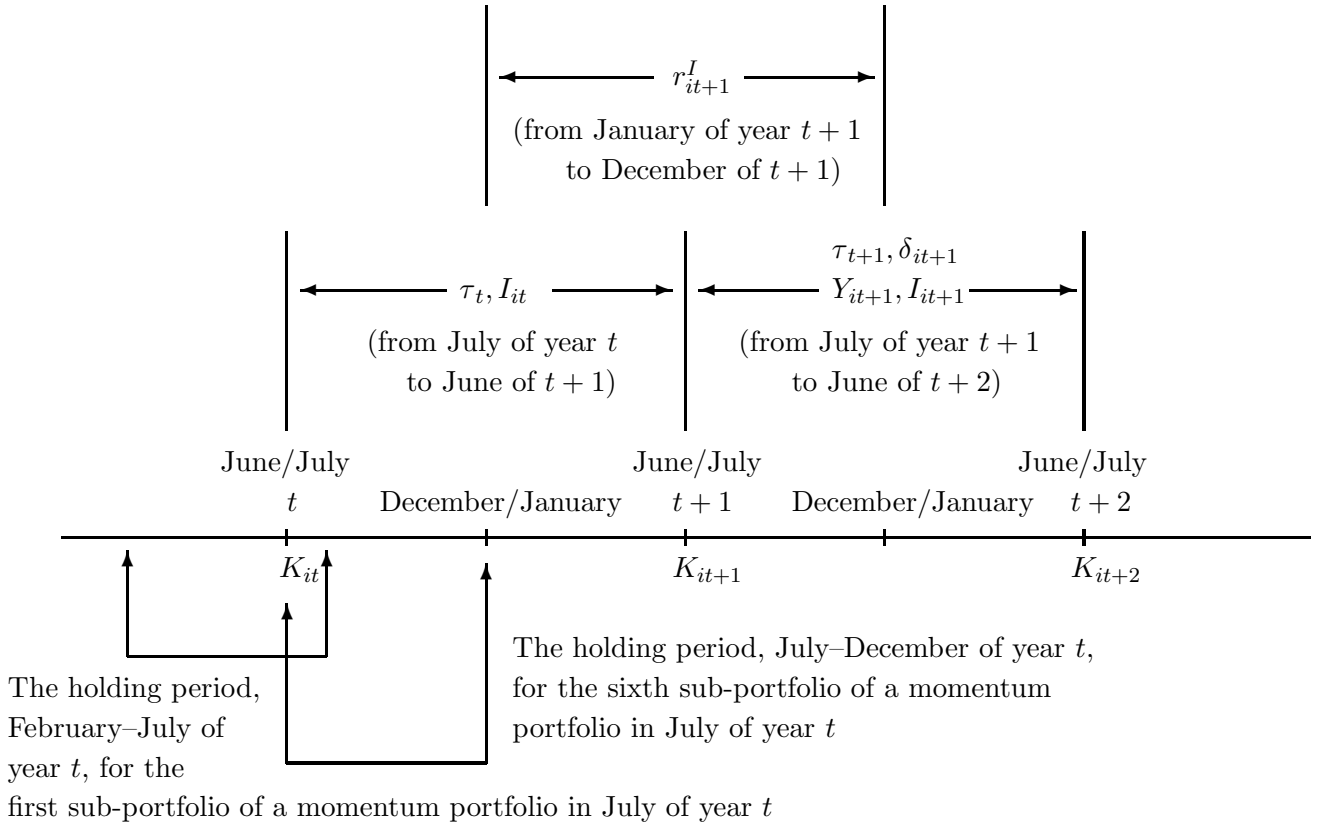 r^I_{it+1}
(from January of year t + 1
to December of t + 1)
τ_{t+1}, δ_{it+1}
τ_t, I_{it}
Y_{it+1}, I_{it+1}
(from July of year t
to June of t + 1)
(from July of year t + 1
to June of t + 2)
June/July
t
December/January
June/July
t + 1
December/January
June/July
t + 2
K_{it}
K_{it+1}
K_{it+2}
The holding period, July–December of year t,
for the sixth sub-portfolio of a momentum
portfolio in July of year t
The holding period,
February–July of
year t, for the
first sub-portfolio of a momentum portfolio in July of year t